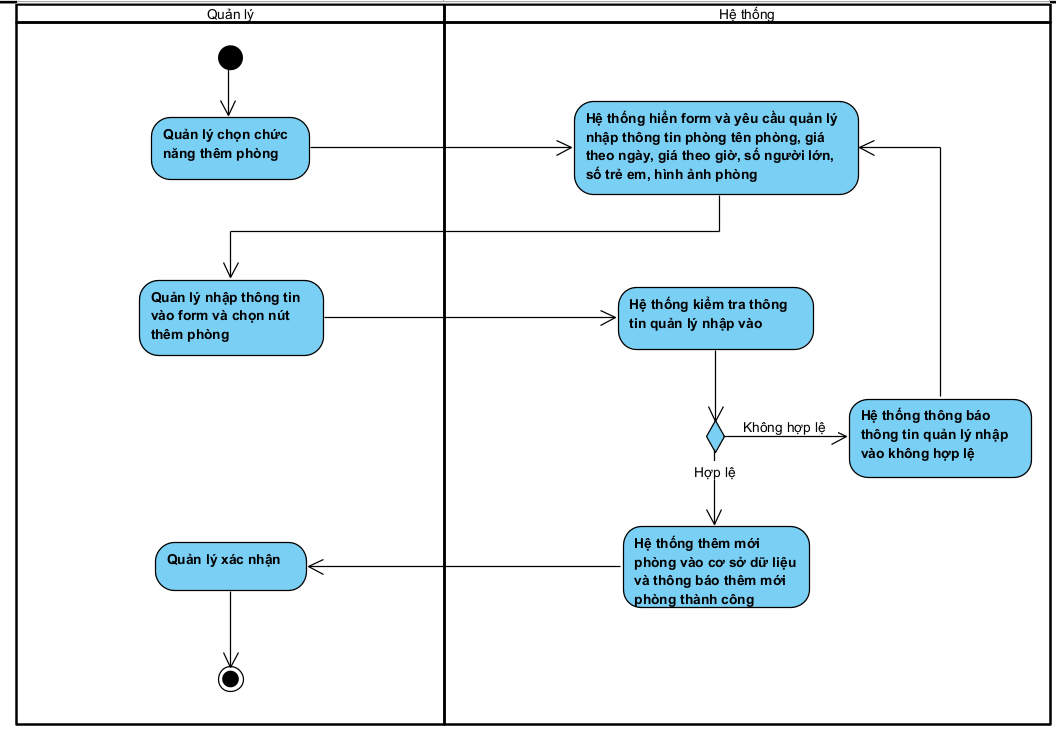 Quản lý
Hệ thống
Quản lý chọn chức
năng thêm phòng
Hệ thống hiển form và yêu cầu quản lý
nhập thông tin phòng tên phòng, giá
theo ngày, giá theo giờ, số người lớn,
số trẻ em, hình ảnh phòng
Quản lý nhập thông tin
vào form và chọn nút
thêm phòng
Hệ thống kiểm tra thông
tin quản lý nhập vào
Không hợp lệ
Hệ thống thông báo
thông tin quản lý nhập
vào không hợp lệ
Hợp lệ
Hệ thống thêm mới
phòng vào cơ sở dữ liệu
và thông báo thêm mới
phòng thành công
Quản lý xác nhận